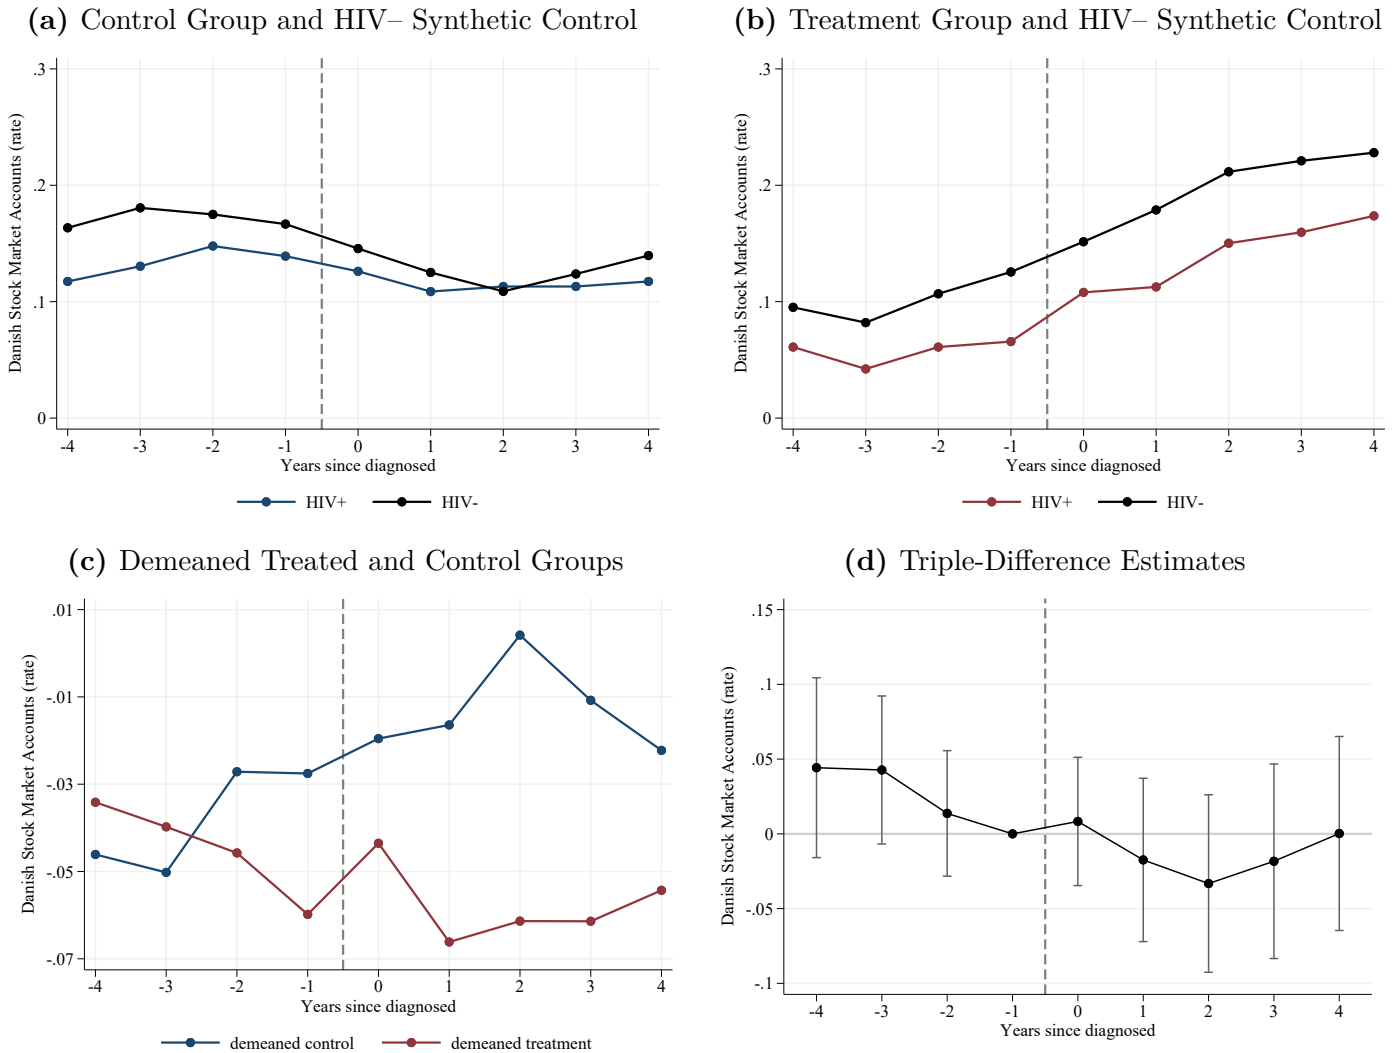 (a) Control Group and HIV– Synthetic Control
Danish Stock Market Accounts (rate)
.3
.2
.1
0
-4 -3 -2 -1 0 1 2 3 4
Years since diagnosed
HIV+ HIV-
(b) Treatment Group and HIV– Synthetic Control
Danish Stock Market Accounts (rate)
.3
.2
.1
0
-4 -3 -2 -1 0 1 2 3 4
Years since diagnosed
HIV+ HIV-
(c) Demeaned Treated and Control Groups
Danish Stock Market Accounts (rate)
.01
-.01
-.03
-.05
-.07
-4 -3 -2 -1 0 1 2 3 4
Years since diagnosed
demeaned control demeaned treatment
(d) Triple-Difference Estimates
Danish Stock Market Accounts (rate)
.15
.1
.05
0
-.05
-.1
-4 -3 -2 -1 0 1 2 3 4
Years since diagnosed